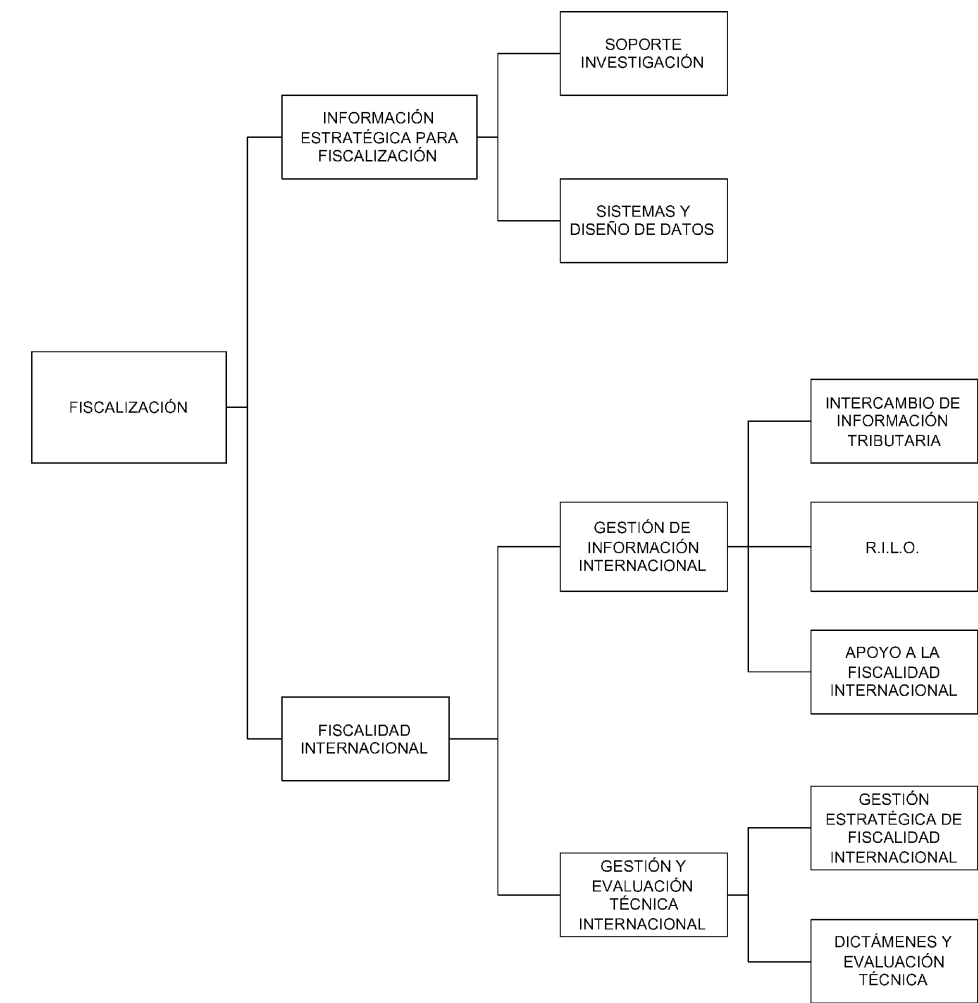 SOPORTE
INVESTIGACIÓN
INFORMACIÓN
ESTRATÉGICA PARA
FISCALIZACIÓN
SISTEMAS Y
DISEÑO DE DATOS
FISCALIZACIÓN
INTERCAMBIO DE
INFORMACIÓN
TRIBUTARIA
GESTIÓN DE
INFORMACIÓN
INTERNACIONAL
R.I.L.O.
APOYO A LA
FISCALIDAD
INTERNACIONAL
FISCALIDAD
INTERNACIONAL
GESTIÓN
ESTRATÉGICA DE
FISCALIDAD
INTERNACIONAL
GESTIÓN Y
EVALUACIÓN
TÉCNICA
INTERNACIONAL
DICTÁMENES Y
EVALUACIÓN
TÉCNICA